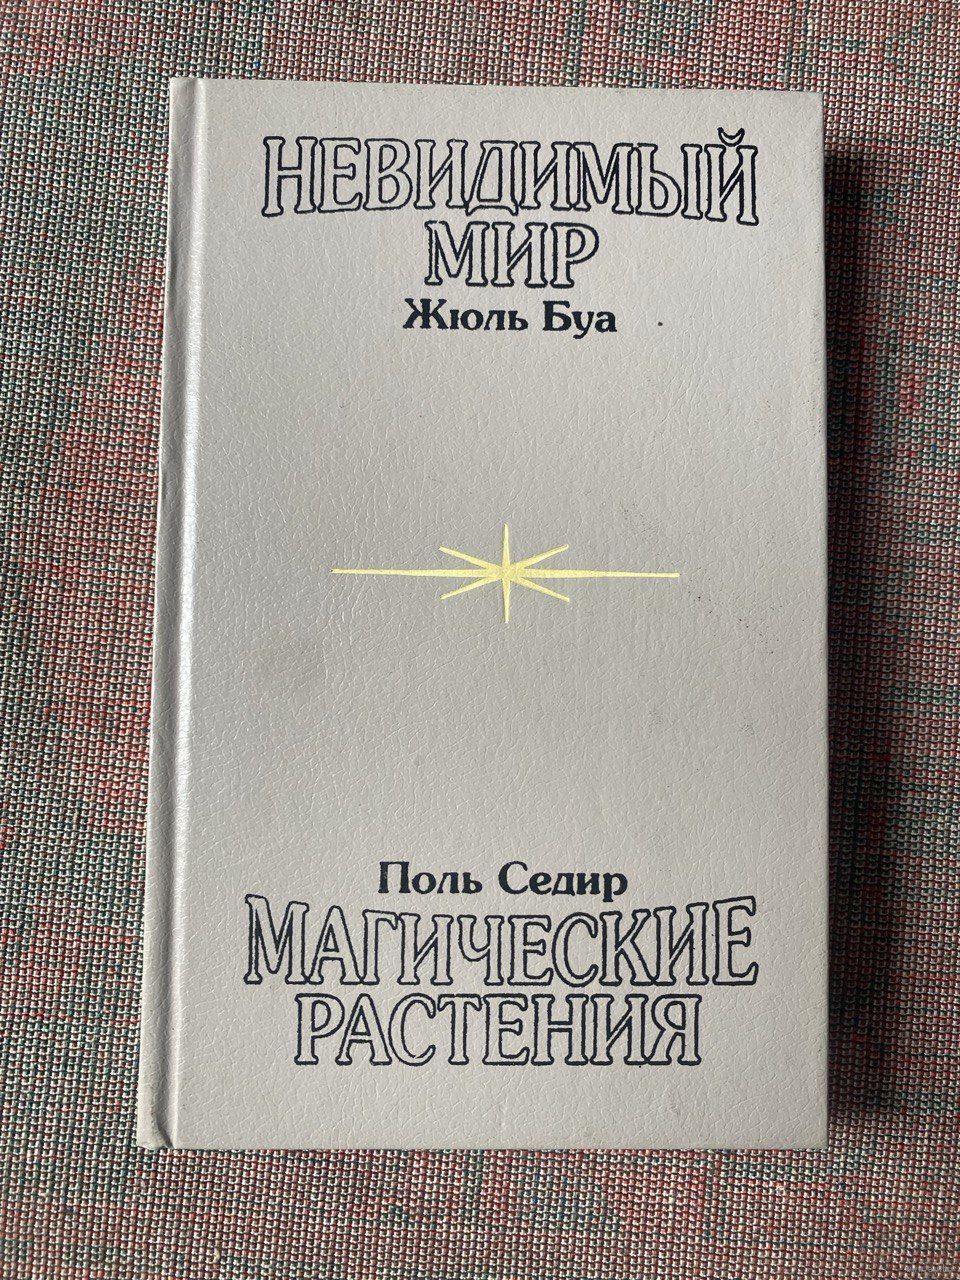 НЕВИДИМЫЙ
МИР
Жюль Буа
Поль Седир
МАГИЧЕСКИЕ
РАСТЕНИЯ